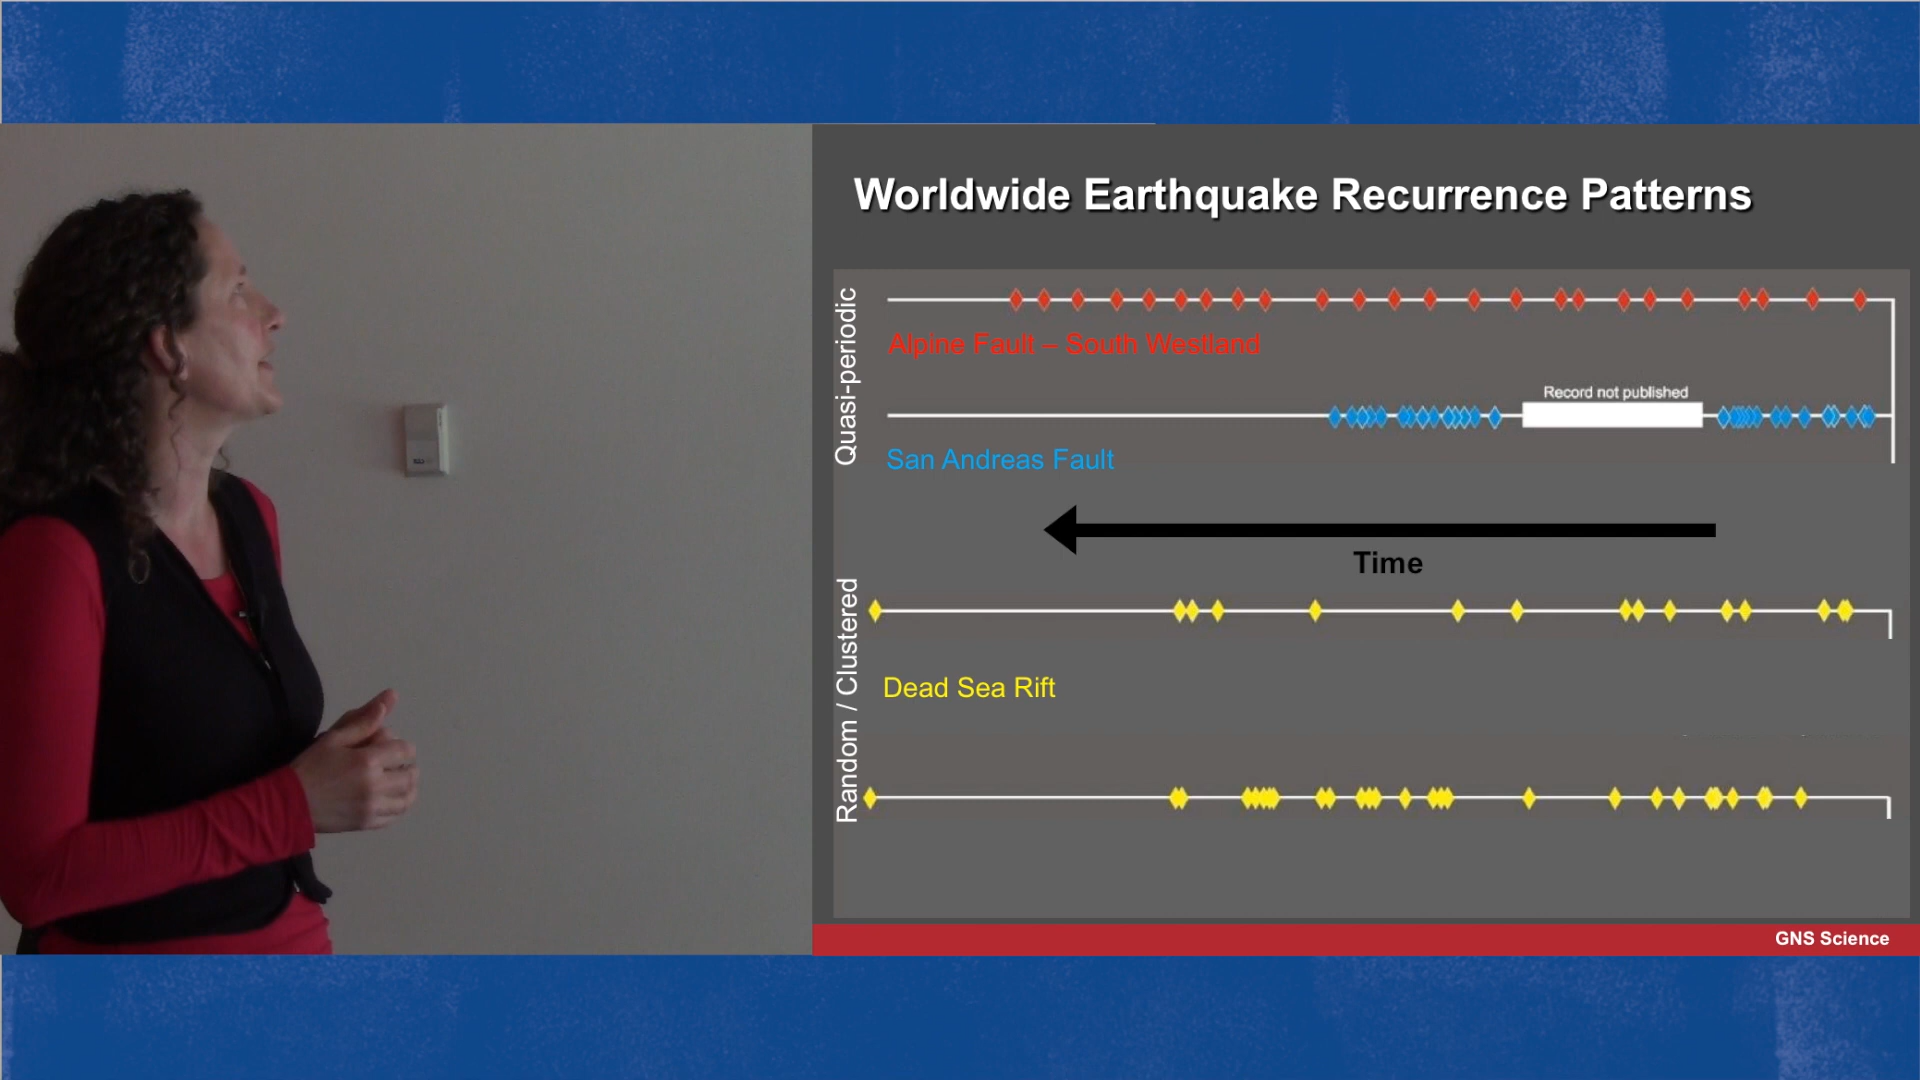 Worldwide Earthquake Recurrence Patterns
Quasi-periodic
Alpine Fault – South Westland
Record not published
San Andreas Fault
Time
Random / Clustered
Dead Sea Rift
GNS Science